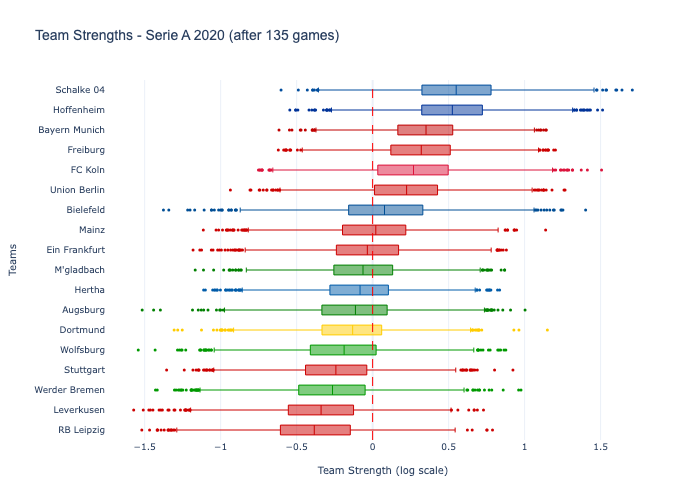 Team Strengths - Serie A 2020 (after 135 games)
Schalke 04
Hoffenheim
Bayern Munich
Freiburg
FC Koln
Union Berlin
Bielefeld
Mainz
Ein Frankfurt
M'gladbach
Hertha
Augsburg
Dortmund
Wolfsburg
Stuttgart
Werder Bremen
Leverkusen
RB Leipzig
Teams
−1.5 −1 −0.5 0 0.5 1 1.5
Team Strength (log scale)